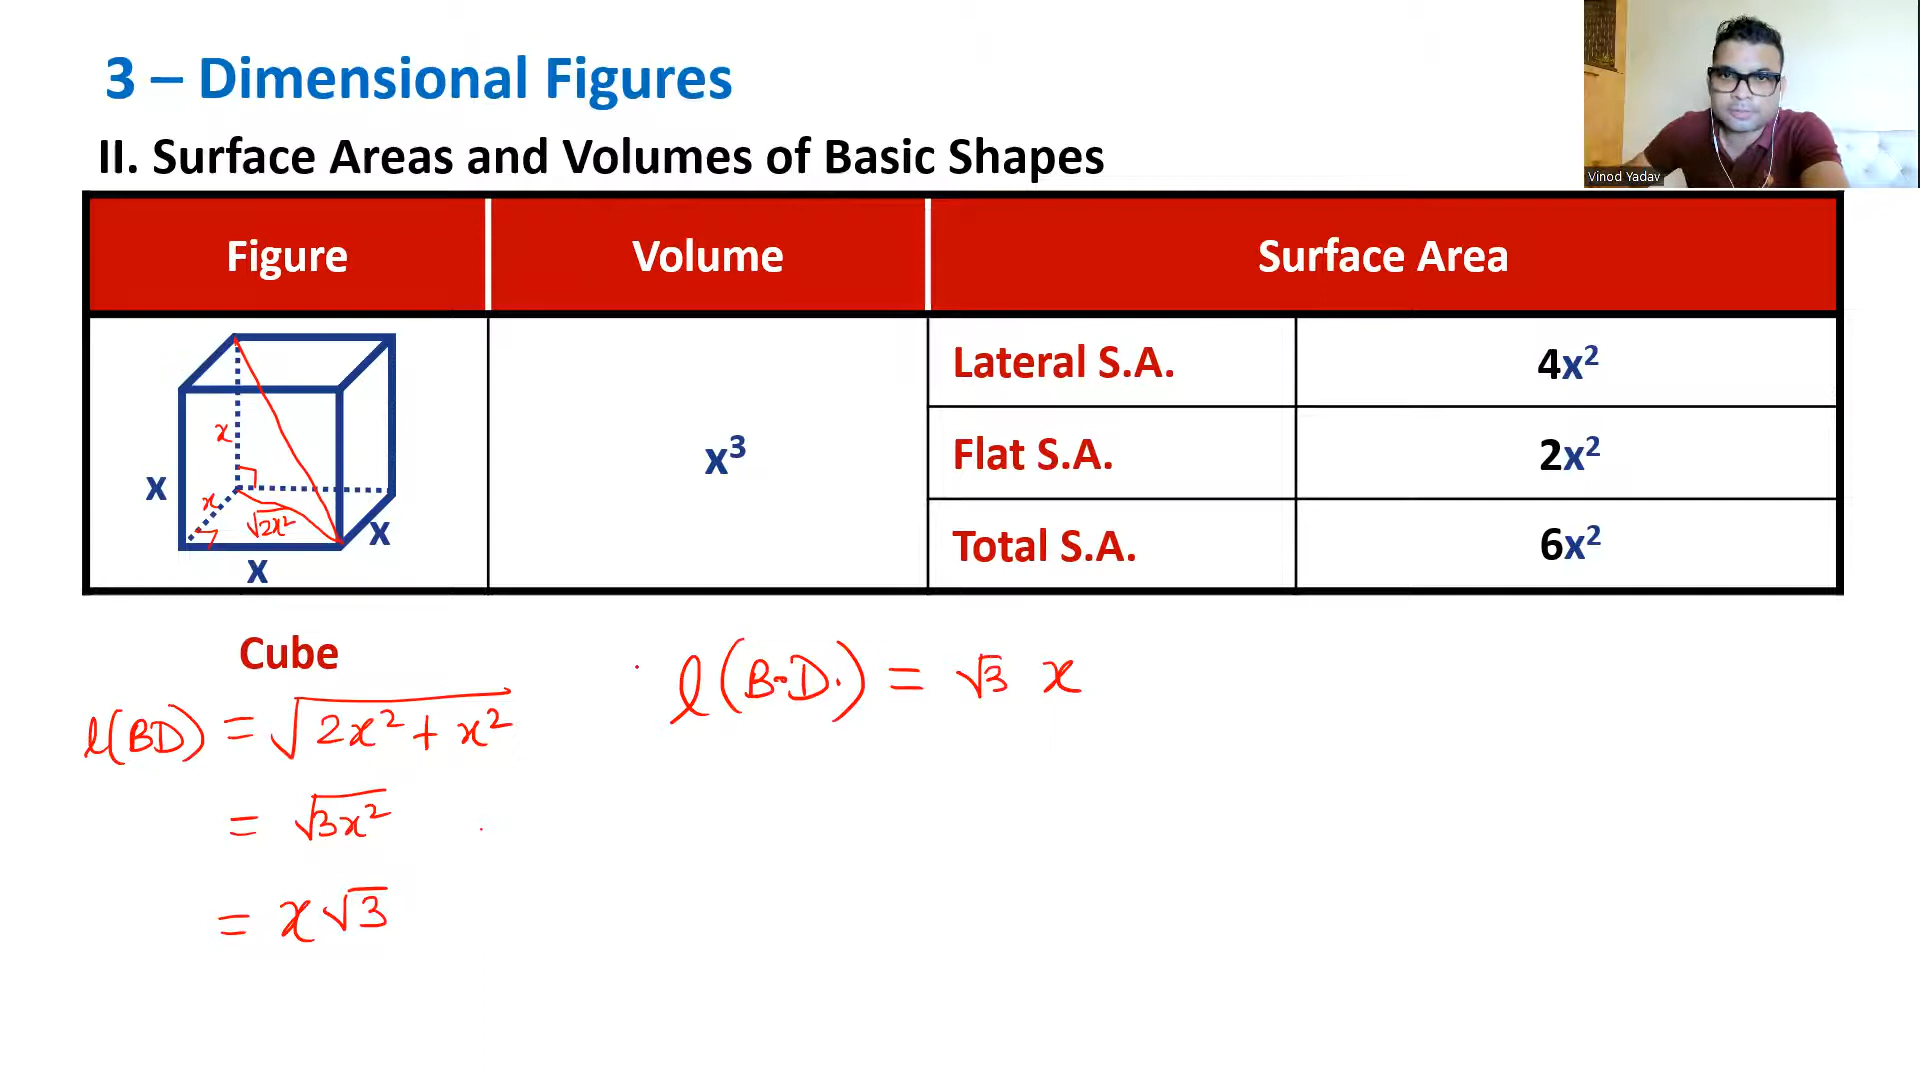 3 – Dimensional Figures
Vinod Yadav
II. Surface Areas and Volumes of Basic Shapes
Figure Volume Surface Area
x
x
x
x
x
√2x²
x³
Lateral S.A. 4x²
Flat S.A. 2x²
Total S.A. 6x²
Cube
l(BD) = √2x² + x²
= √3x²
= x√3
l(B.D.) = √3 x